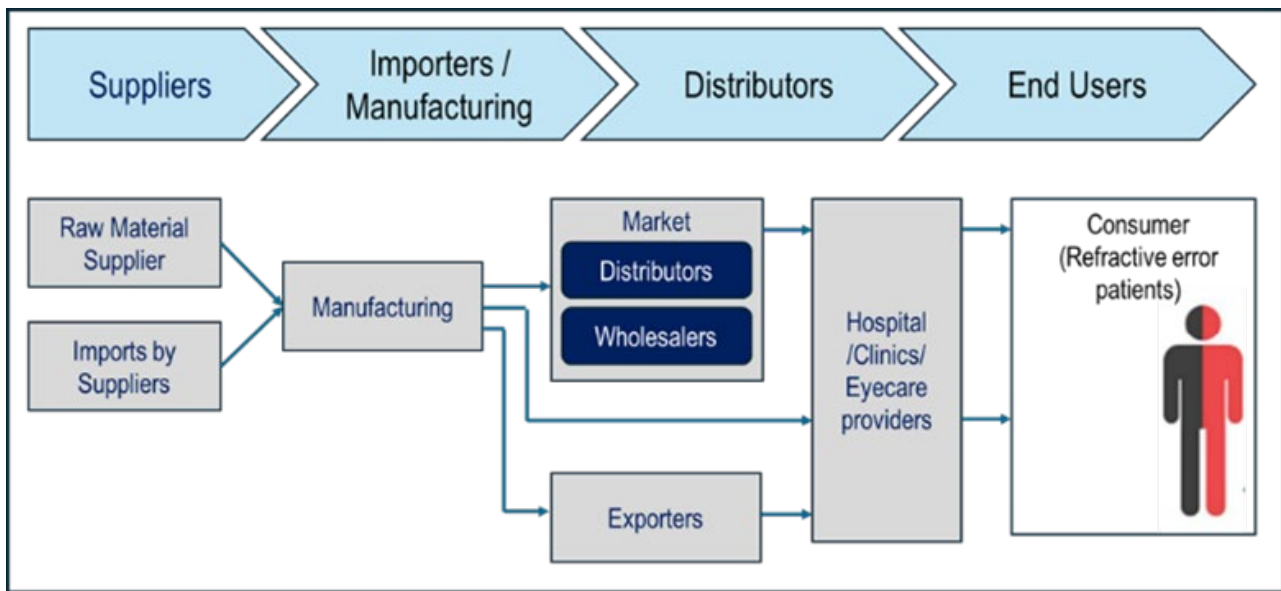 Suppliers
Importers /
Manufacturing
Distributors
End Users
Raw Material
Supplier
Imports by
Suppliers
Manufacturing
Market
Distributors
Wholesalers
Exporters
Hospital
/Clinics/
Eyecare
providers
Consumer
(Refractive error
patients)